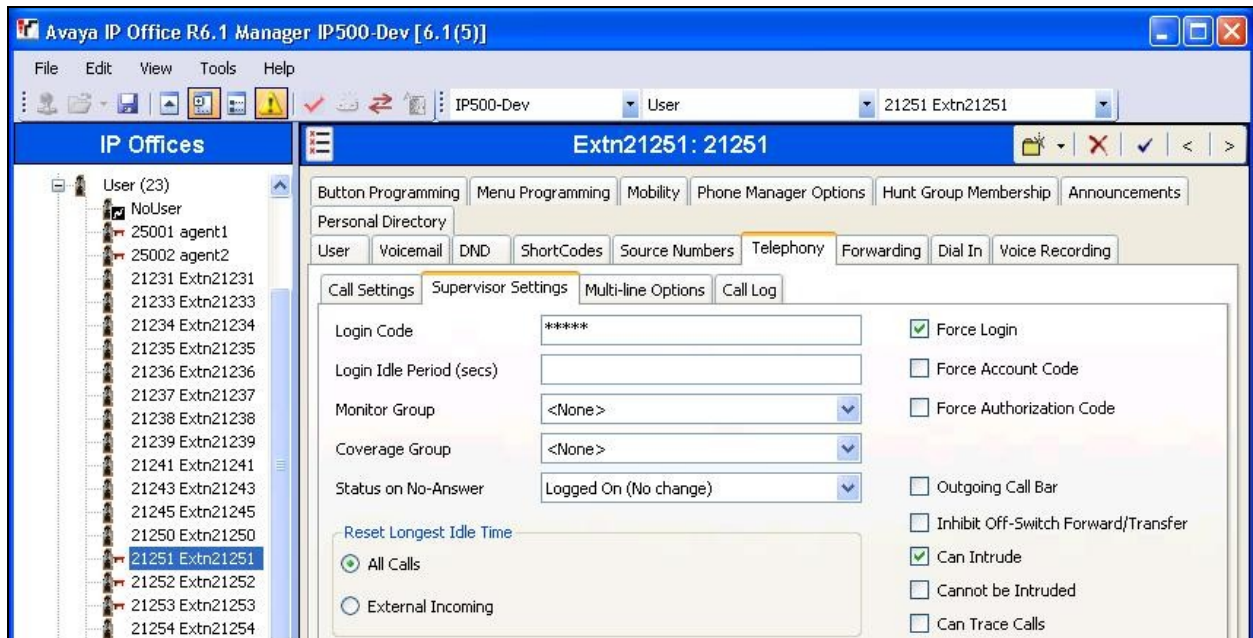 Avaya IP Office R6.1 Manager IP500-Dev [6.1(5)]
File Edit View Tools Help
IP500-Dev User 21251 Extn21251
IP Offices
User (23)
NoUser
25001 agent1
25002 agent2
21231 Extn21231
21233 Extn21233
21234 Extn21234
21235 Extn21235
21236 Extn21236
21237 Extn21237
21238 Extn21238
21239 Extn21239
21241 Extn21241
21243 Extn21243
21245 Extn21245
21250 Extn21250
21251 Extn21251
21252 Extn21252
21253 Extn21253
21254 Extn21254
Extn21251: 21251
Button Programming Menu Programming Mobility Phone Manager Options Hunt Group Membership Announcements
Personal Directory
User Voicemail DND ShortCodes Source Numbers Telephony Forwarding Dial In Voice Recording
Call Settings Supervisor Settings Multi-line Options Call Log
Login Code *****
Login Idle Period (secs)
Monitor Group <None>
Coverage Group <None>
Status on No-Answer Logged On (No change)
Reset Longest Idle Time
All Calls
External Incoming
Force Login
Force Account Code
Force Authorization Code
Outgoing Call Bar
Inhibit Off-Switch Forward/Transfer
Can Intrude
Cannot be Intruded
Can Trace Calls